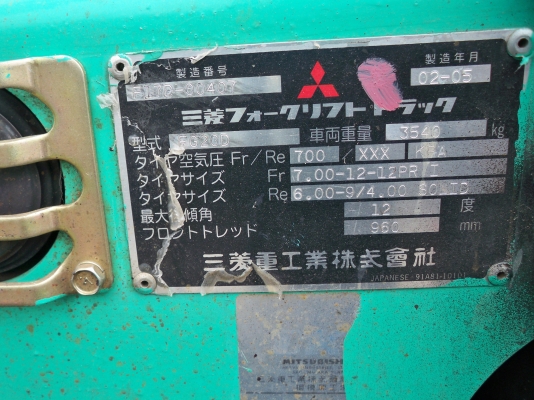 製造番号
製造年月
02-05
三菱フォークリフトトラック
型式
車両重量 3540 kg
タイヤ空気圧 Fr/Re 700 / XXX kPA
タイヤサイズ Fr 7.00-12-12PR I
タイヤサイズ Re 6.00-9/4.00 SOLID
最大 傾角 12 度
フロントトレッド 960 mm
三菱重工業株式會社
JAPANESE 91A81-10101
MITSUBISH